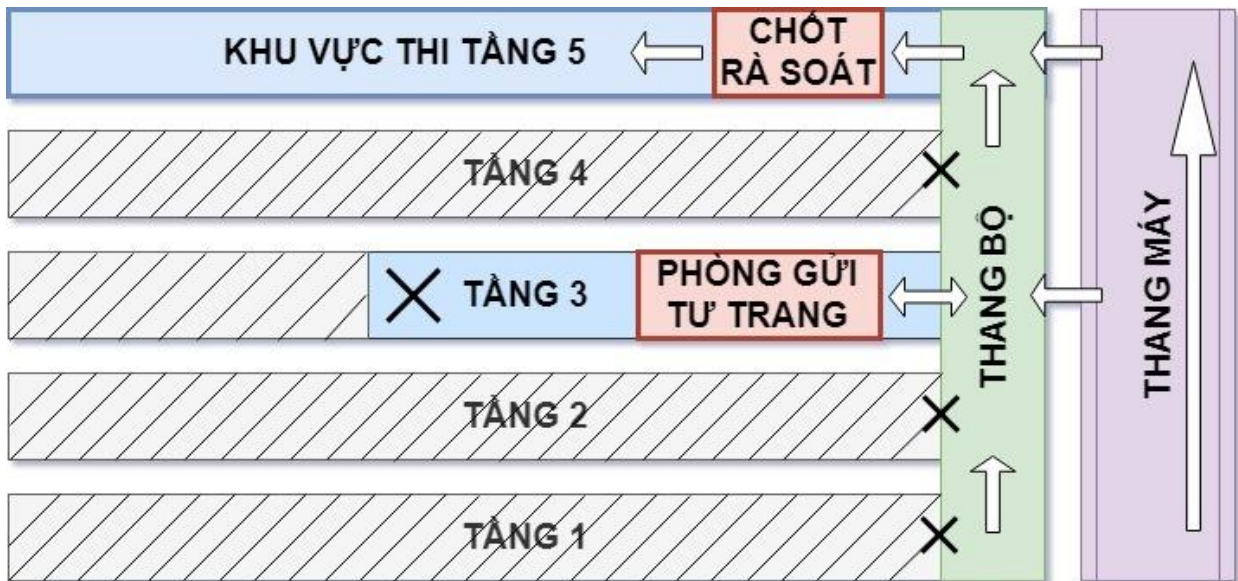 KHU VỰC THI TẦNG 5
CHỐT
RÀ SOÁT
TẦNG 4
TẦNG 3
PHÒNG GỬI
TƯ TRANG
TẦNG 2
TẦNG 1
THANG BỘ
THANG MÁY